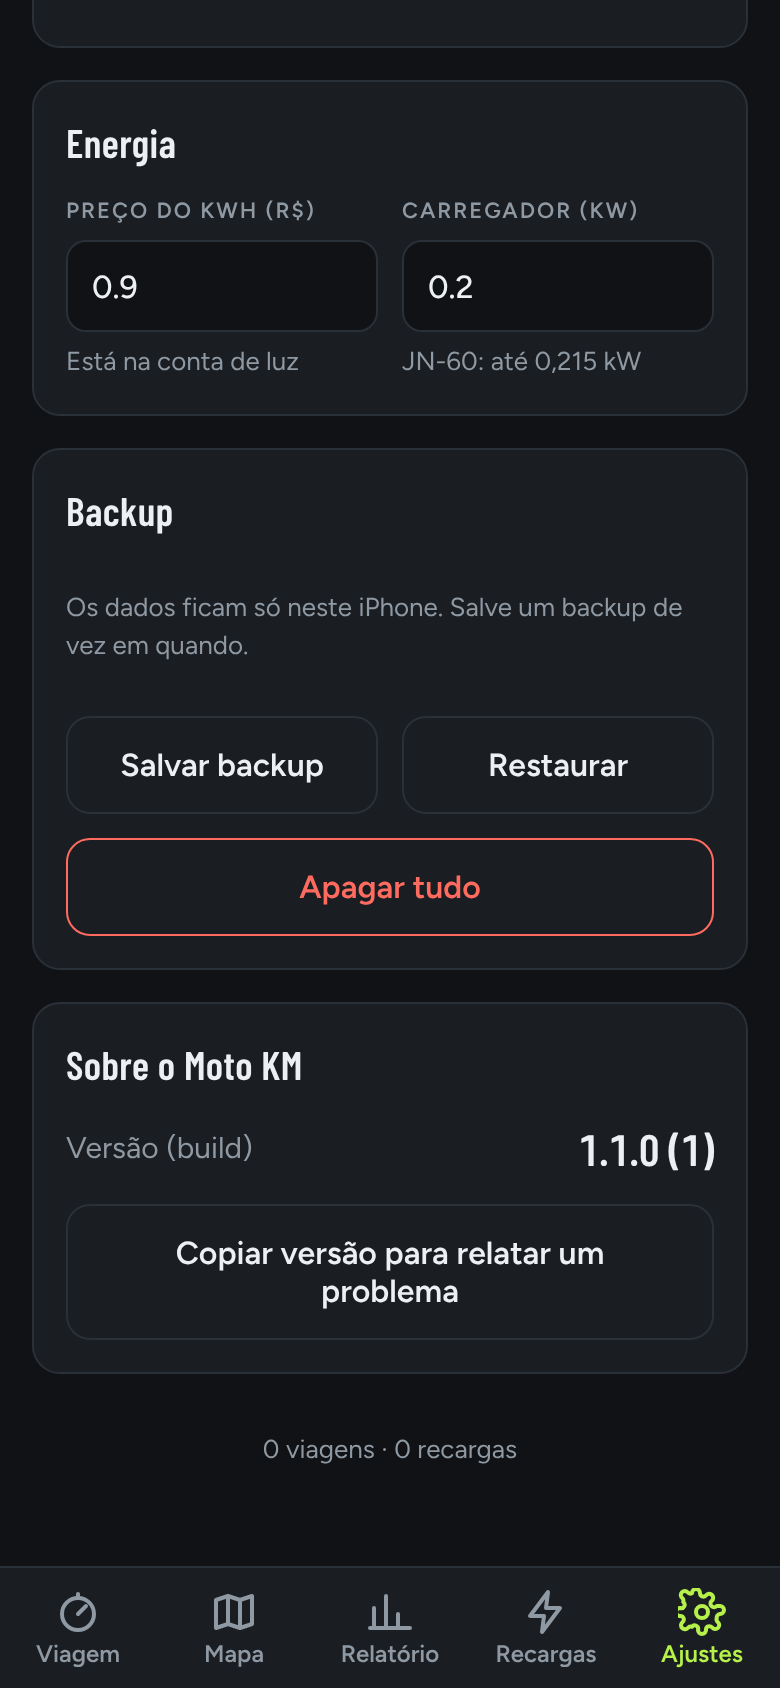 Energia
PREÇO DO KWH (R$)
CARREGADOR (KW)
0.9
0.2
Está na conta de luz
JN-60: até 0,215 kW
Backup
Os dados ficam só neste iPhone. Salve um backup de
vez em quando.
Salvar backup
Restaurar
Apagar tudo
Sobre o Moto KM
Versão (build)
1.1.0 (1)
Copiar versão para relatar um
problema
0 viagens · 0 recargas
Viagem
Mapa
Relatório
Recargas
Ajustes